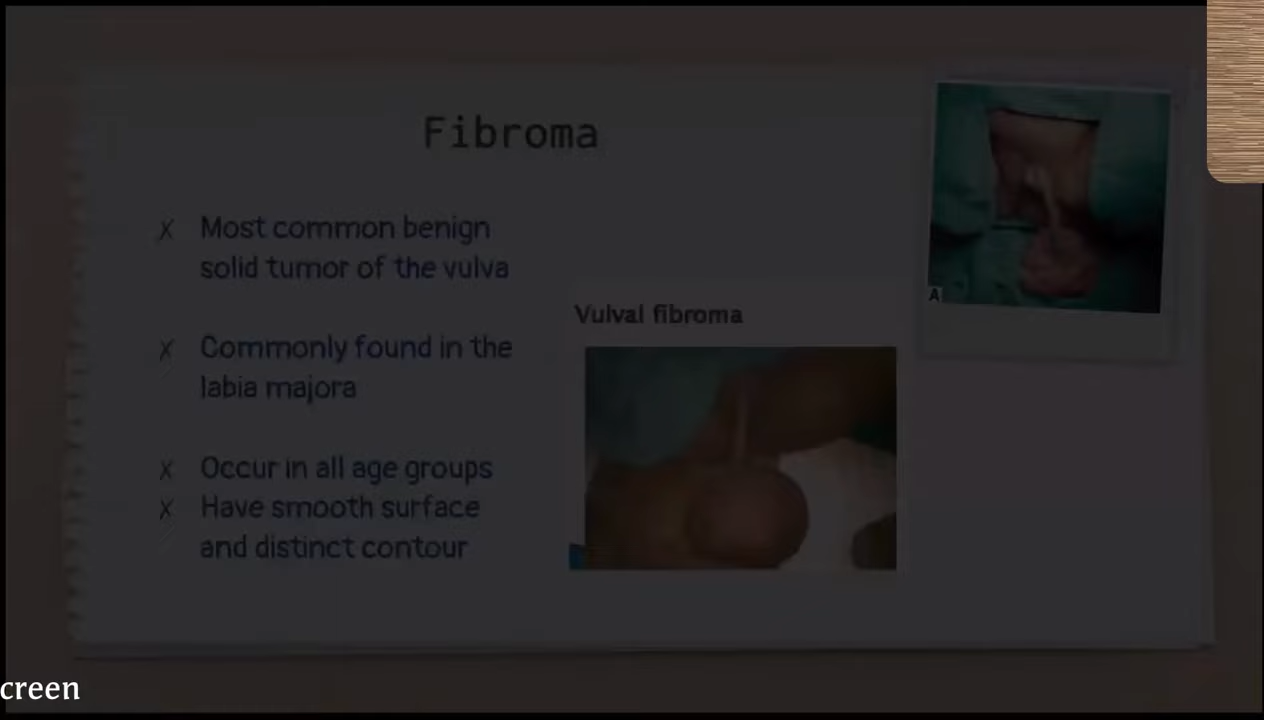 Fibroma
X Most common benign
solid tumor of the vulva
X Commonly found in the
labia majora
X Occur in all age groups
X Have smooth surface
and distinct contour
Vulval fibroma
A
creen